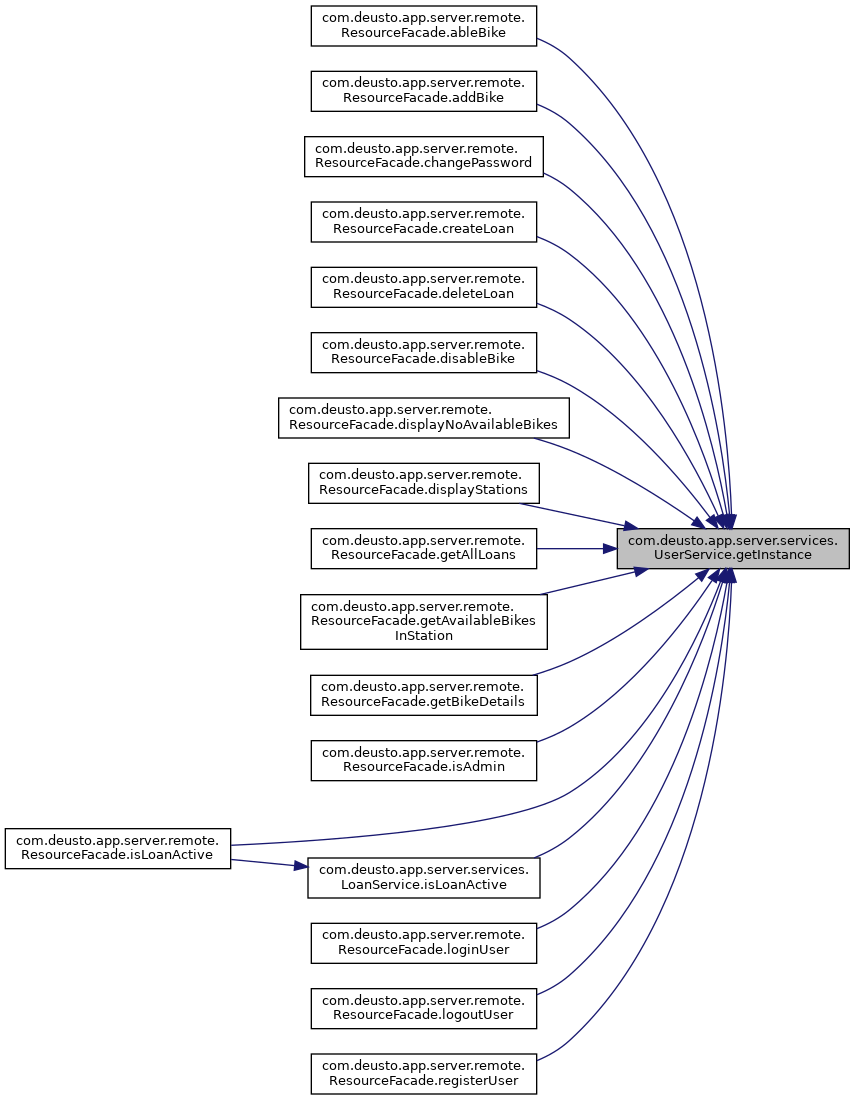 com.deusto.app.server.remote.
ResourceFacade.ableBike
com.deusto.app.server.remote.
ResourceFacade.addBike
com.deusto.app.server.remote.
ResourceFacade.changePassword
com.deusto.app.server.remote.
ResourceFacade.createLoan
com.deusto.app.server.remote.
ResourceFacade.deleteLoan
com.deusto.app.server.remote.
ResourceFacade.disableBike
com.deusto.app.server.remote.
ResourceFacade.displayNoAvailableBikes
com.deusto.app.server.remote.
ResourceFacade.displayStations
com.deusto.app.server.services.
UserService.getInstance
com.deusto.app.server.remote.
ResourceFacade.getAllLoans
com.deusto.app.server.remote.
ResourceFacade.getAvailableBikes
InStation
com.deusto.app.server.remote.
ResourceFacade.getBikeDetails
com.deusto.app.server.remote.
ResourceFacade.isAdmin
com.deusto.app.server.remote.
ResourceFacade.isLoanActive
com.deusto.app.server.services.
LoanService.isLoanActive
com.deusto.app.server.remote.
ResourceFacade.loginUser
com.deusto.app.server.remote.
ResourceFacade.logoutUser
com.deusto.app.server.remote.
ResourceFacade.registerUser